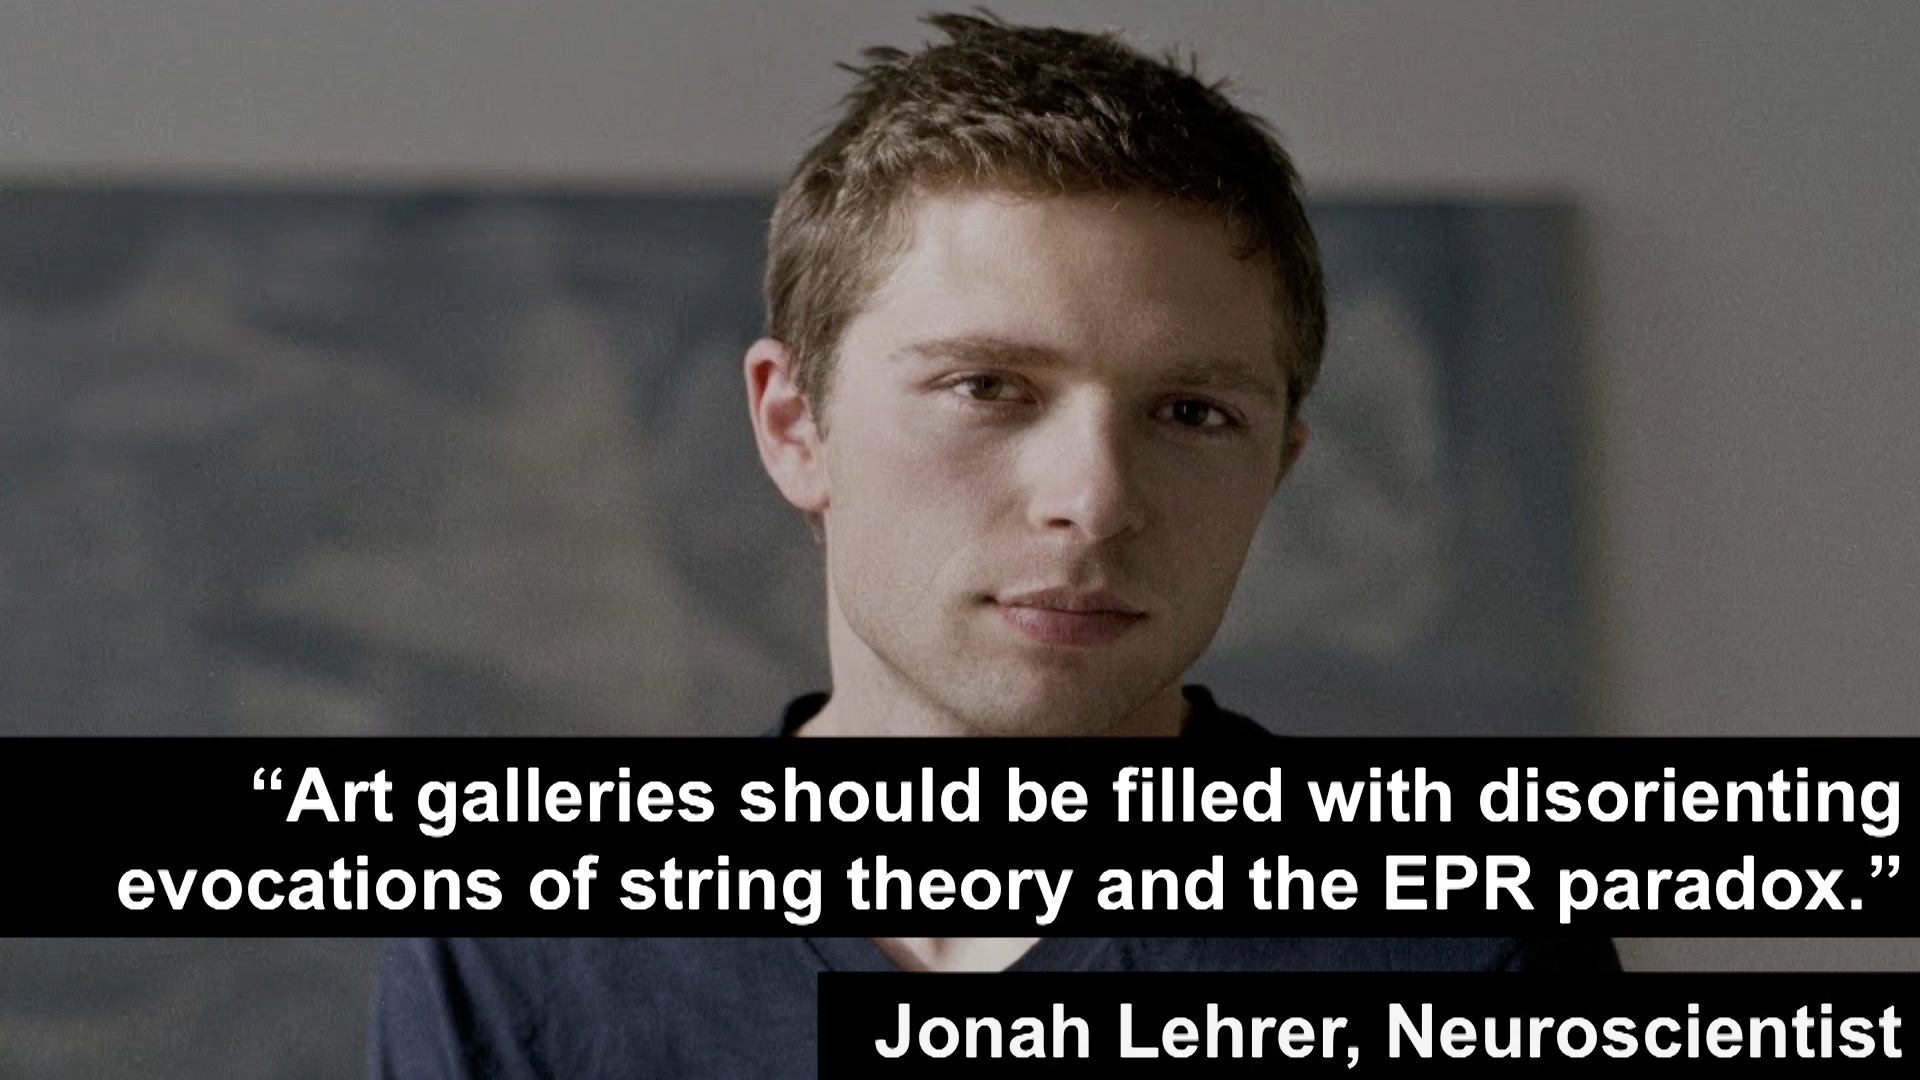 “Art galleries should be filled with disorienting
evocations of string theory and the EPR paradox.”
Jonah Lehrer, Neuroscientist